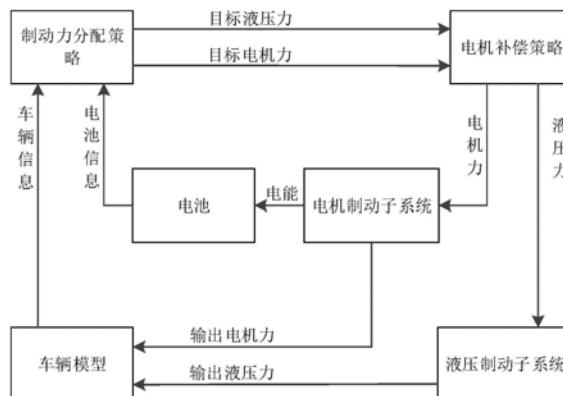 目标液压力
制动力分配策
略
目标电机力
电机补偿策略
车辆信息
电池信息
电机力
液压力
电池
电能
电机制动子系统
输出电机力
车辆模型
输出液压力
液压制动子系统